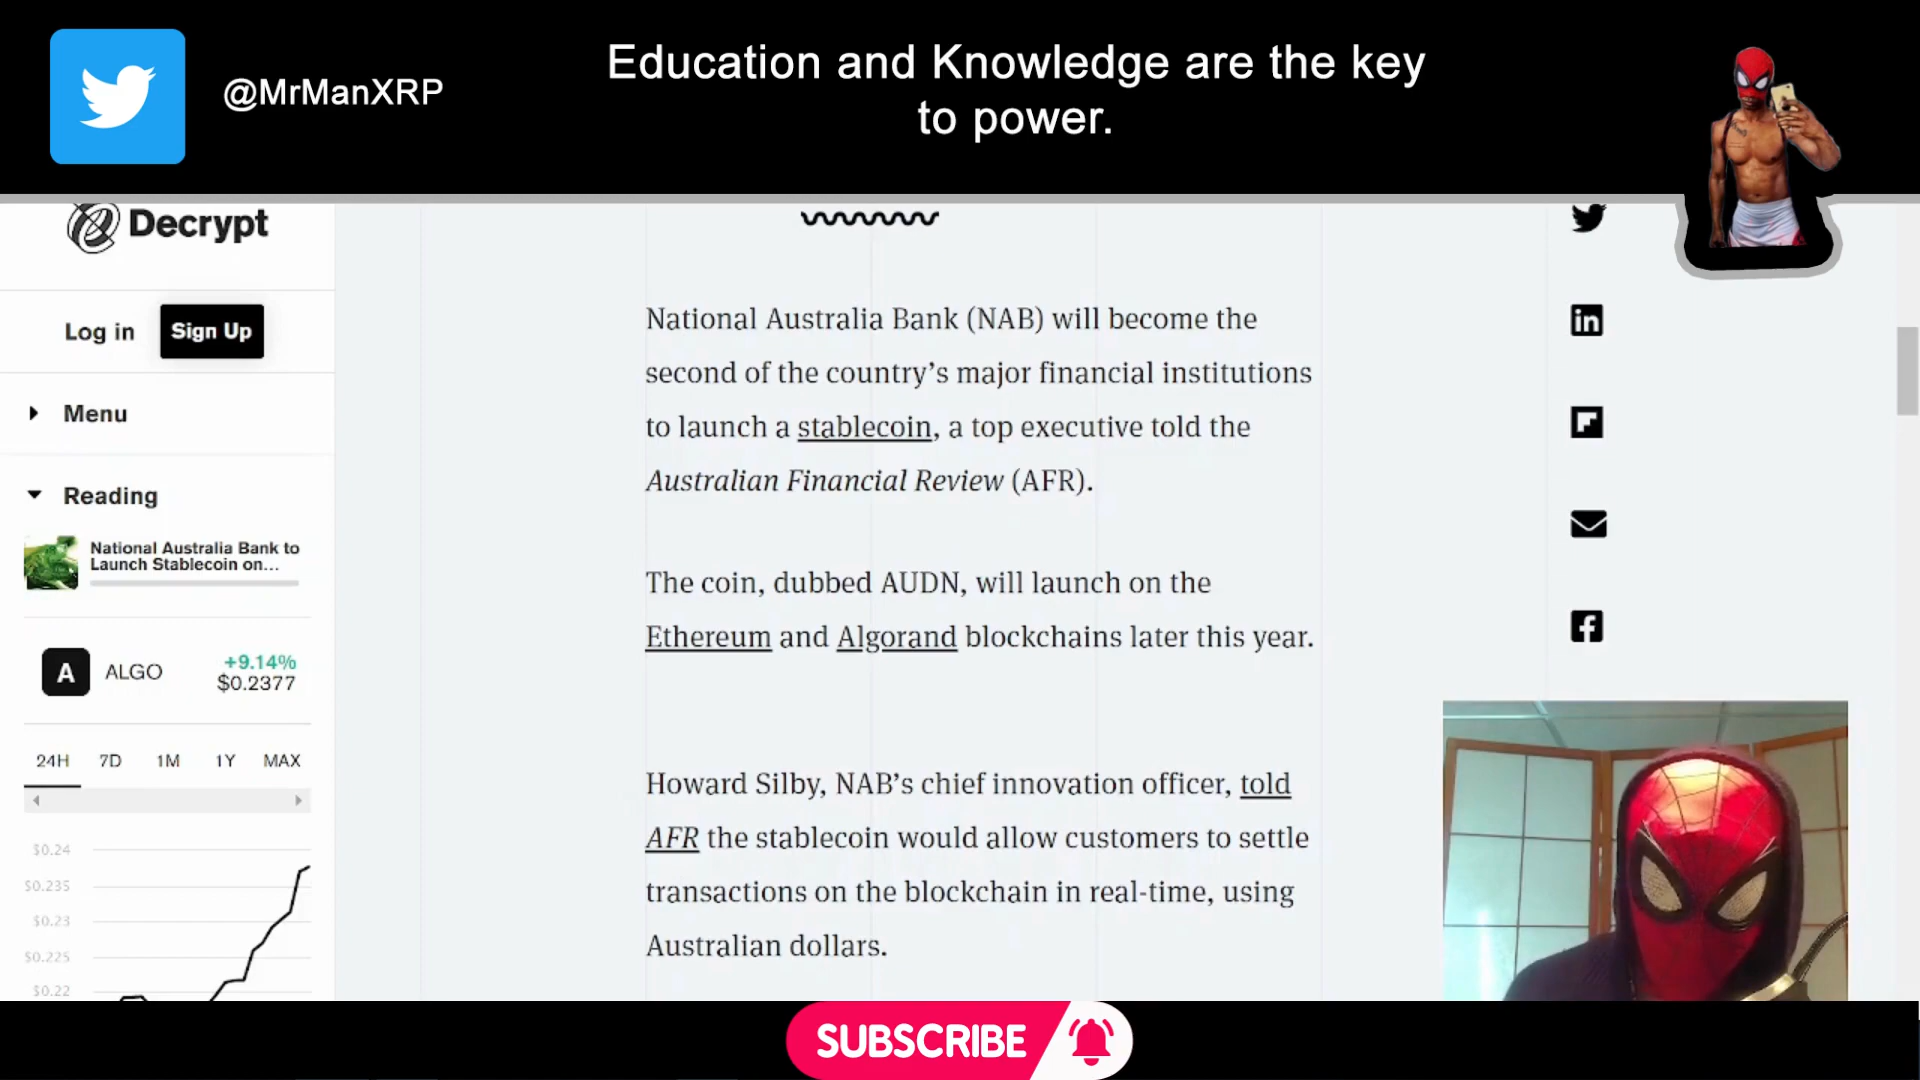 @MrManXRP
Education and Knowledge are the key
to power.
Decrypt
Log in
Sign Up
Menu
Reading
National Australia Bank to
Launch Stablecoin on...
A
ALGO
+9.14%
$0.2377
24H 7D 1M 1Y MAX
$0.24
$0.235
$0.23
$0.225
$0.22
National Australia Bank (NAB) will become the
second of the country’s major financial institutions
to launch a stablecoin, a top executive told the
Australian Financial Review (AFR).
The coin, dubbed AUDN, will launch on the
Ethereum and Algorand blockchains later this year.
Howard Silby, NAB’s chief innovation officer, told
AFR the stablecoin would allow customers to settle
transactions on the blockchain in real-time, using
Australian dollars.
in
SUBSCRIBE